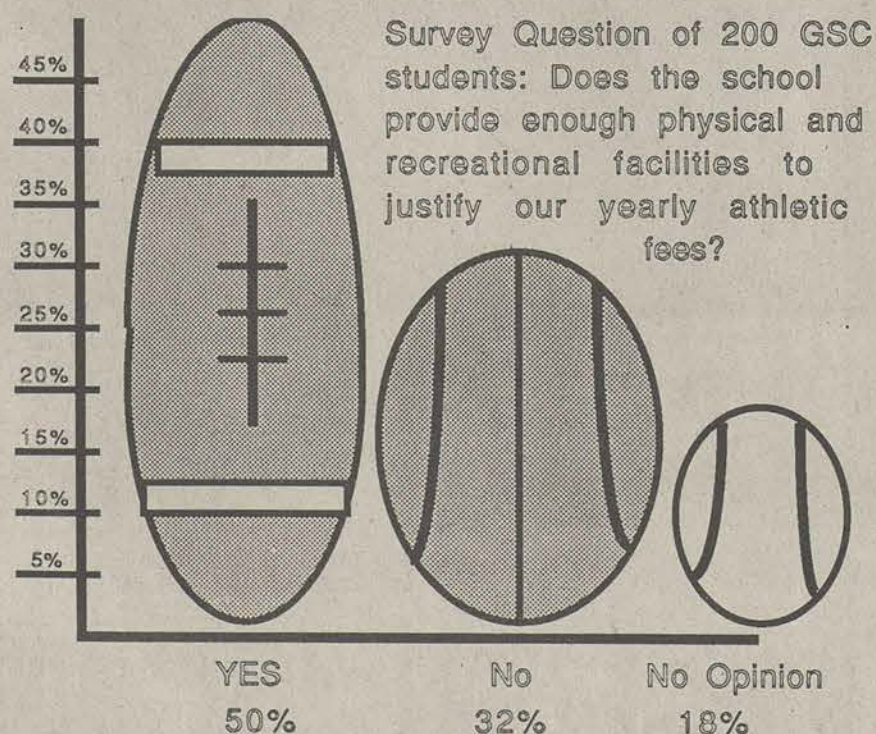 Survey Question of 200 GSC
students: Does the school
provide enough physical and
recreational facilities to
justify our yearly athletic
fees?
45%
40%
35%
30%
25%
20%
15%
10%
5%
YES No No Opinion
50% 32% 18%